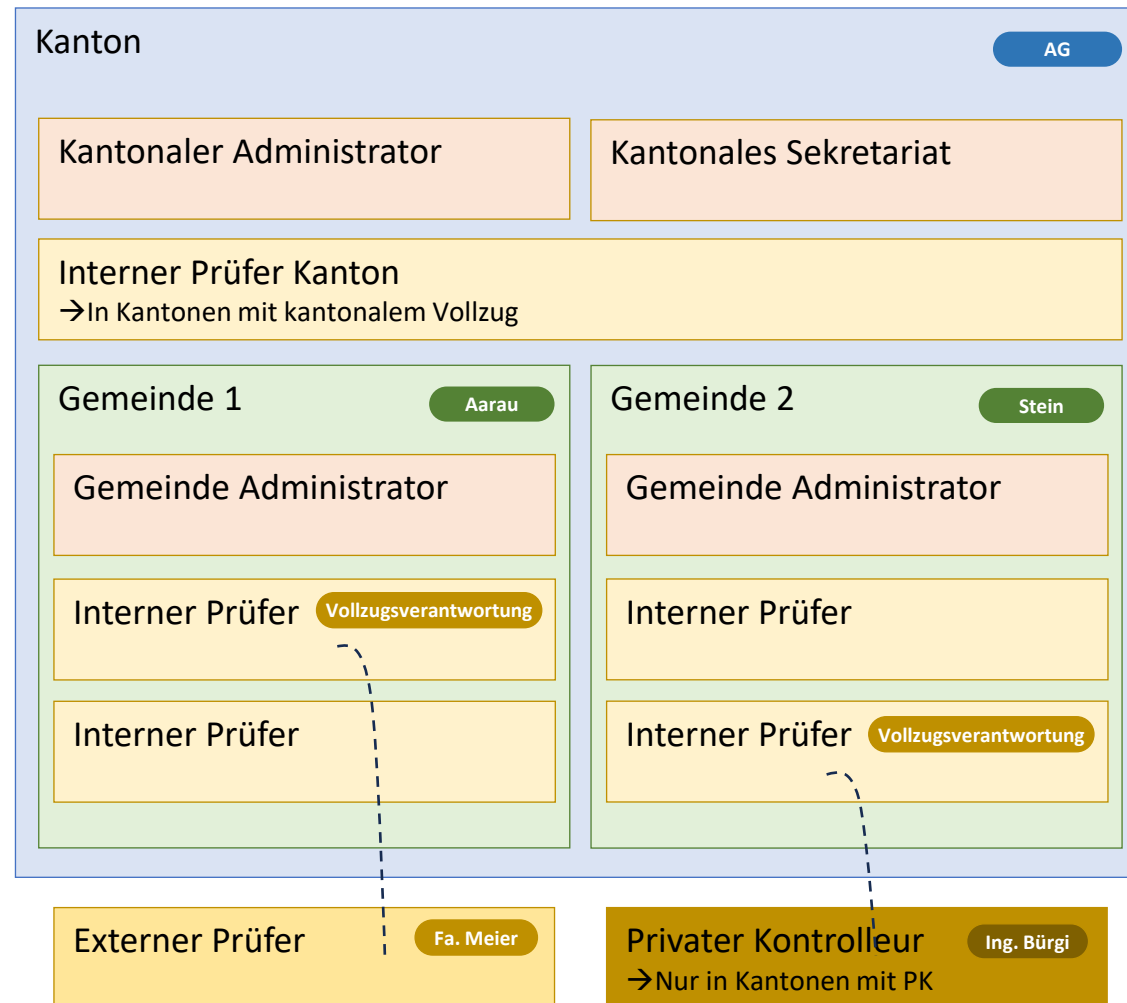 Kanton
AG
Kantonaler Administrator
Kantonales Sekretariat
Interner Prüfer Kanton
→In Kantonen mit kantonalem Vollzug
Gemeinde 1
Aarau
Gemeinde Administrator
Interner Prüfer
Vollzugsverantwortung
Interner Prüfer
Gemeinde 2
Stein
Gemeinde Administrator
Interner Prüfer
Interner Prüfer
Vollzugsverantwortung
Externer Prüfer
Fa. Meier
Privater Kontrolleur
Ing. Bürgi
→Nur in Kantonen mit PK